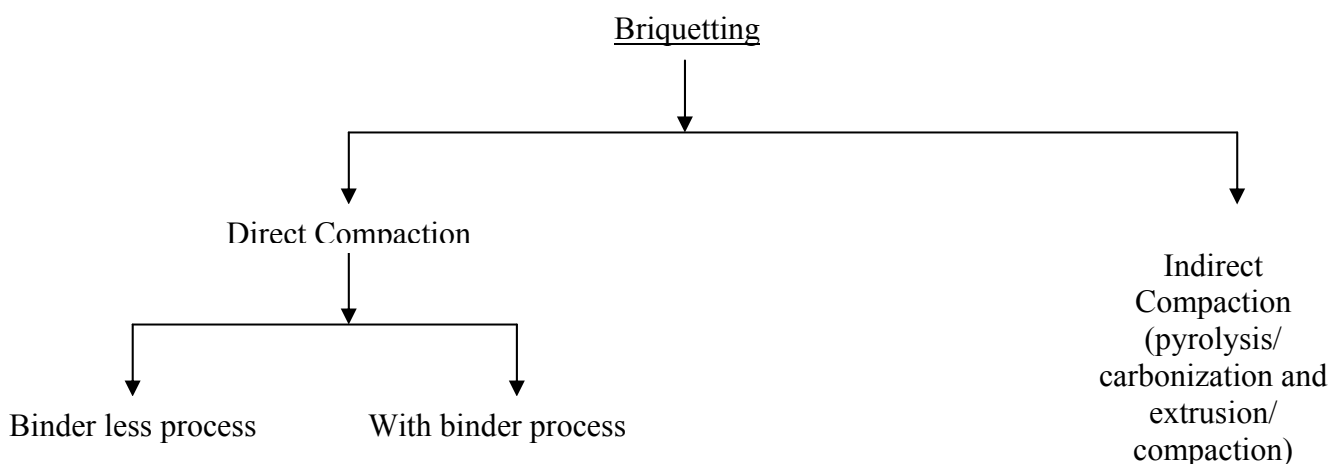 Briquetting
Direct Compaction
Indirect
Compaction
(pyrolysis/
carbonization and
extrusion/
compaction)
Binder less process
With binder process